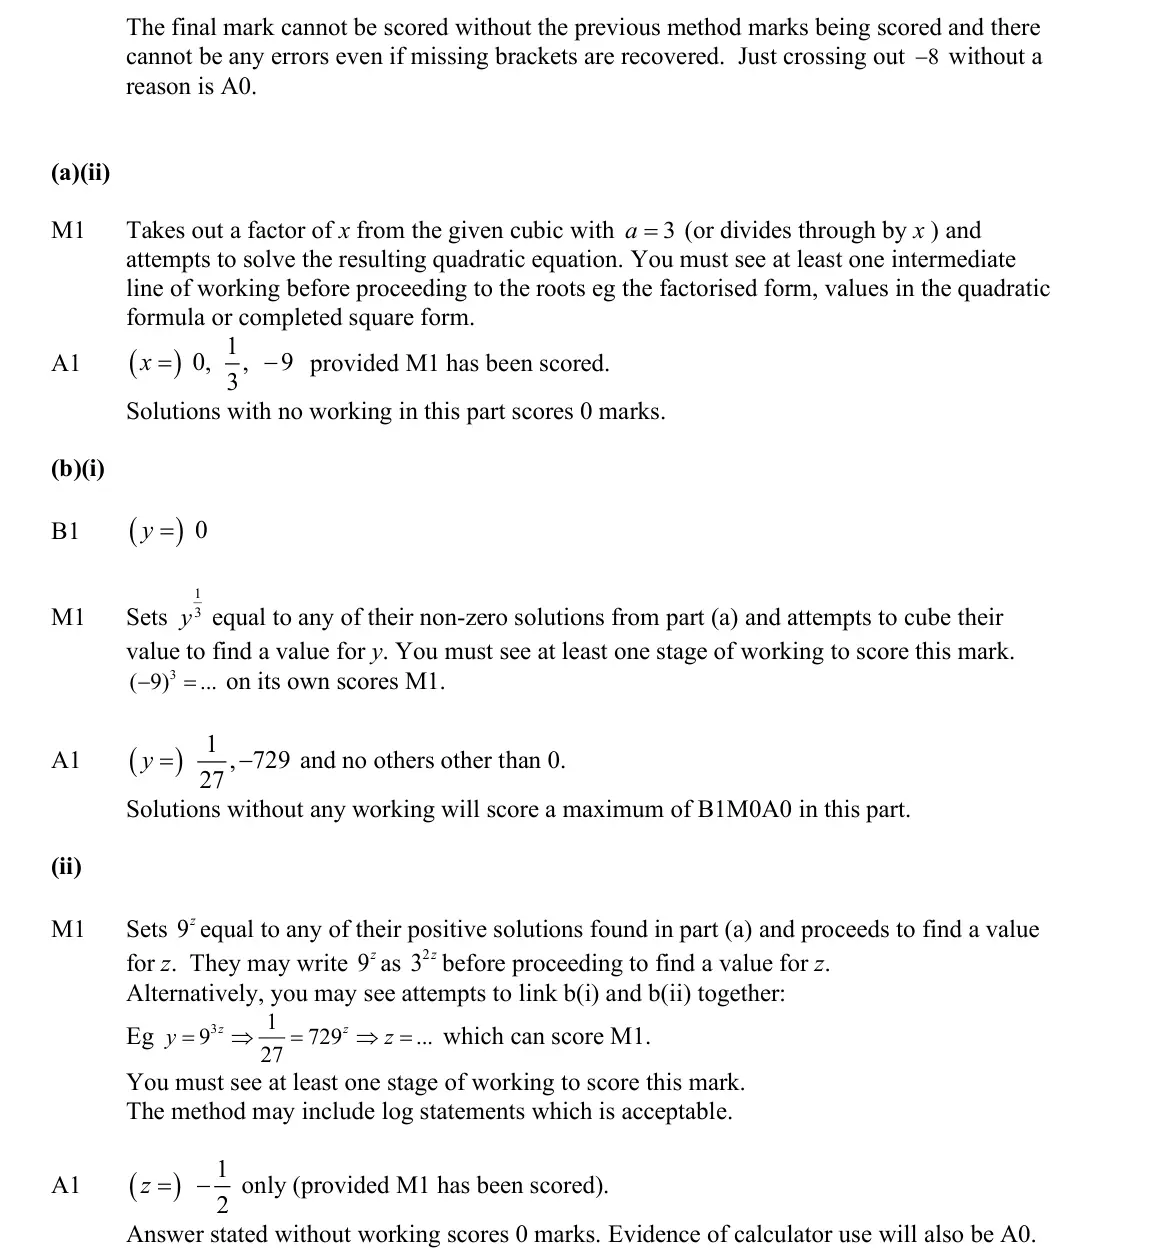 The final mark cannot be scored without the previous method marks being scored and there
cannot be any errors even if missing brackets are recovered.  Just crossing out −8 without a
reason is A0.
(a)(ii)
M1 Takes out a factor of x from the given cubic with a = 3 (or divides through by x ) and
attempts to solve the resulting quadratic equation. You must see at least one intermediate
line of working before proceeding to the roots eg the factorised form, values in the quadratic
formula or completed square form.
A1 (x =) 0, 1/3, −9 provided M1 has been scored.
Solutions with no working in this part scores 0 marks.
(b)(i)
B1 (y =) 0
M1 Sets y^(1/3) equal to any of their non-zero solutions from part (a) and attempts to cube their
value to find a value for y. You must see at least one stage of working to score this mark.
(−9)³ = ... on its own scores M1.
A1 (y =) 1/27, −729 and no others other than 0.
Solutions without any working will score a maximum of B1M0A0 in this part.
(ii)
M1 Sets 9^z equal to any of their positive solutions found in part (a) and proceeds to find a value
for z.  They may write 9^z as 3^(2z) before proceeding to find a value for z.
Alternatively, you may see attempts to link b(i) and b(ii) together:
Eg y = 9^(3z) ⇒ 1/27 = 729^z ⇒ z = ... which can score M1.
You must see at least one stage of working to score this mark.
The method may include log statements which is acceptable.
A1 (z =) −1/2 only (provided M1 has been scored).
Answer stated without working scores 0 marks. Evidence of calculator use will also be A0.